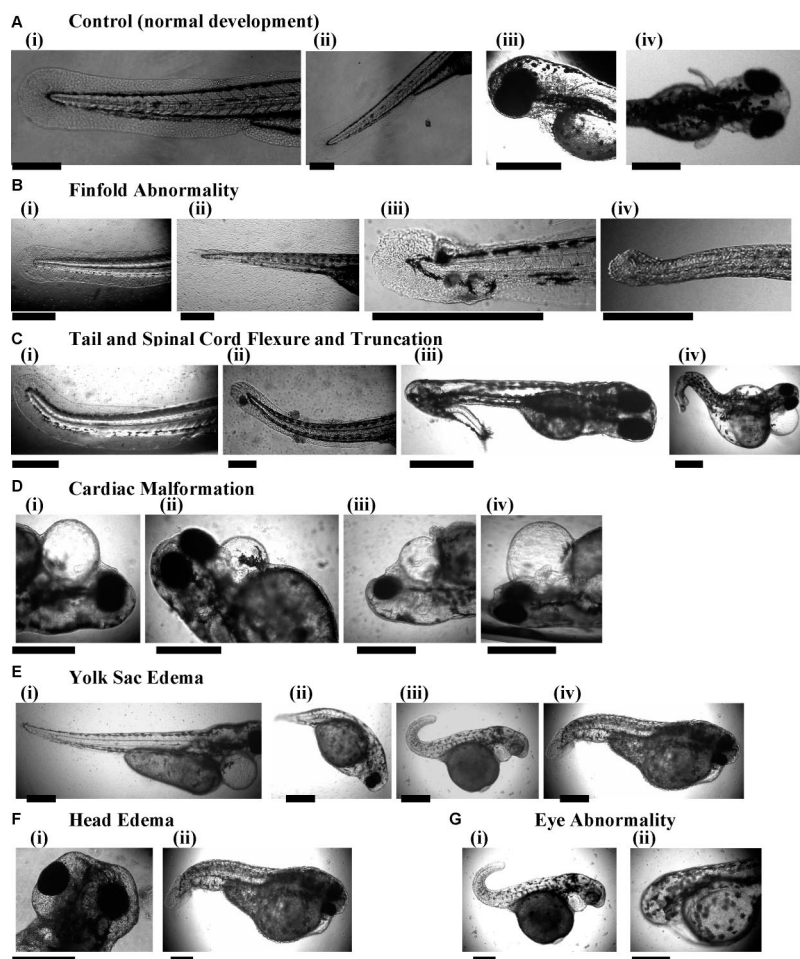 A Control (normal development)
(i) (ii) (iii) (iv)
B Finfold Abnormality
(i) (ii) (iii) (iv)
C Tail and Spinal Cord Flexure and Truncation
(i) (ii) (iii) (iv)
D Cardiac Malformation
(i) (ii) (iii) (iv)
E Yolk Sac Edema
(i) (ii) (iii) (iv)
F Head Edema G Eye Abnormality
(i) (ii) (i) (ii)